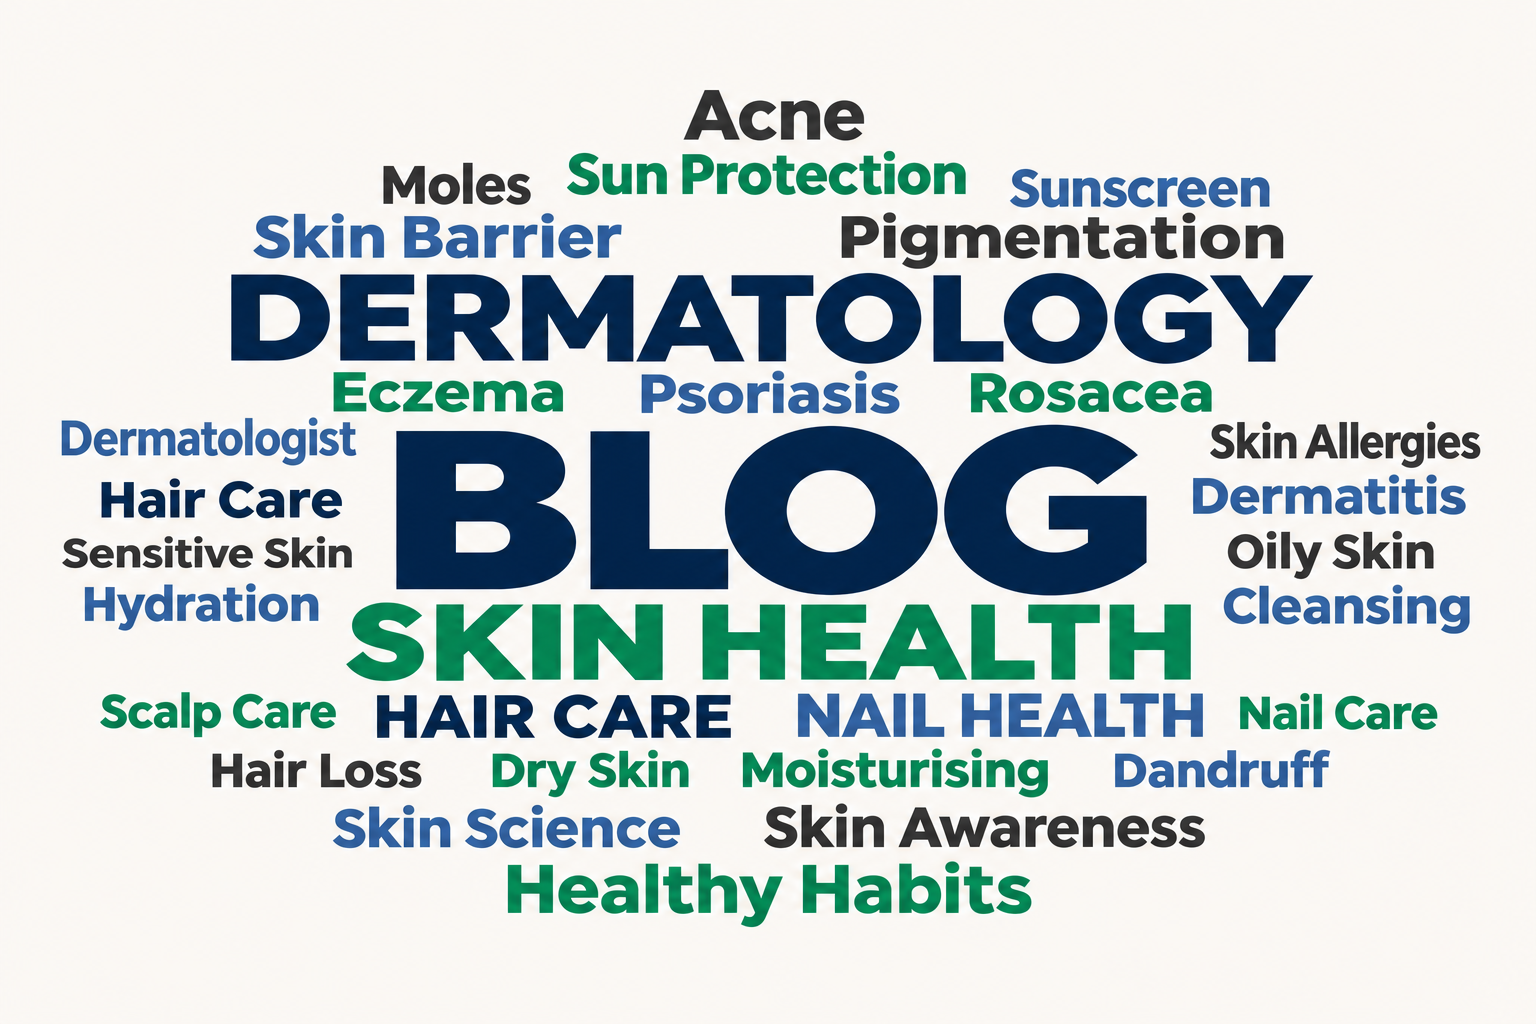 Acne
Moles Sun Protection Sunscreen
Skin Barrier Pigmentation
DERMATOLOGY
Eczema Psoriasis Rosacea
Dermatologist BLOG Skin Allergies
Hair Care Dermatitis
Sensitive Skin Oily Skin
Hydration Cleansing
SKIN HEALTH
Scalp Care HAIR CARE NAIL HEALTH Nail Care
Hair Loss Dry Skin Moisturising Dandruff
Skin Science Skin Awareness
Healthy Habits